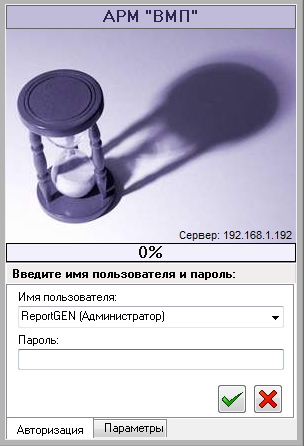 АРМ "ВМП"
Сервер: 192.168.1.192
0%
Введите имя пользователя и пароль:
Имя пользователя:
ReportGEN (Администратор)
Пароль:
Авторизация
Параметры